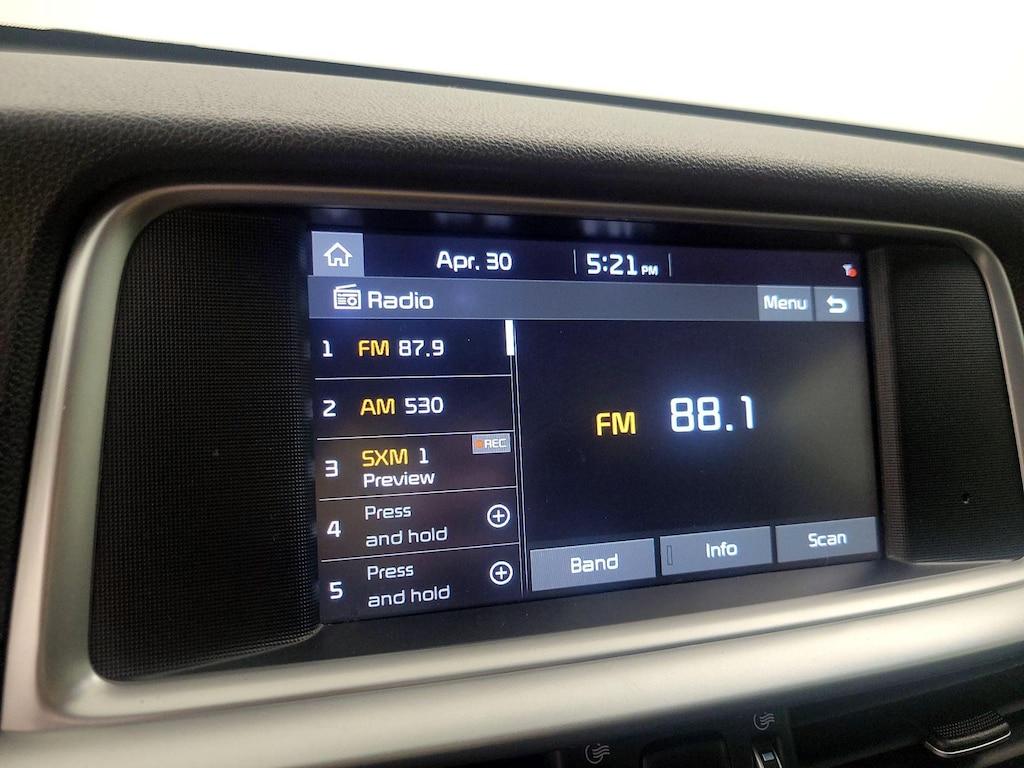 Apr. 30 5:21 PM
Radio Menu
1 FM 87.9
2 AM 530
REC
3 SXM 1
Preview
FM 88.1
4 Press
and hold
5 Press
and hold
Band Info Scan